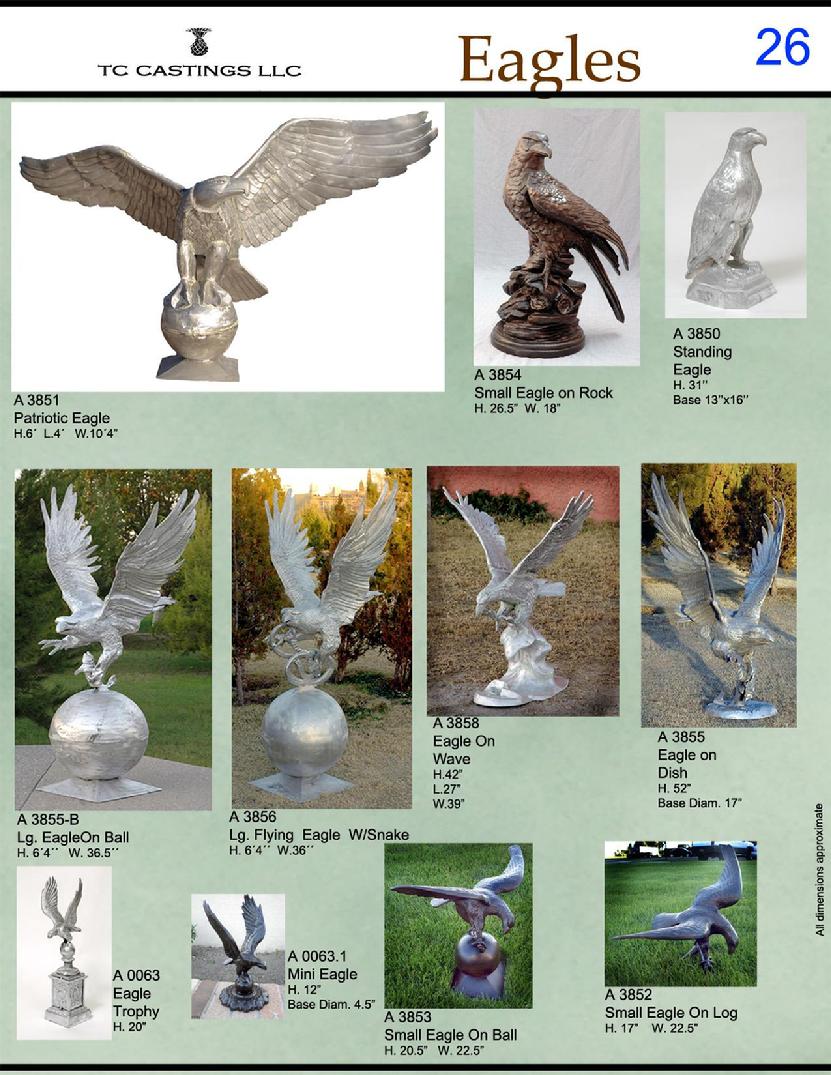 TC CASTINGS LLC
Eagles
26
A 3851
Patriotic Eagle
H.6´ L.4´ W.10´4"
A 3854
Small Eagle on Rock
H. 26.5" W. 18"
A 3850
Standing
Eagle
H. 31"
Base 13"x16"
A 3855-B
Lg. EagleOn Ball
H. 6´4´´ W. 36.5´´
A 3856
Lg. Flying Eagle W/Snake
H. 6´4´´ W.36´´
A 3858
Eagle On
Wave
H.42"
L.27"
W.39"
A 3855
Eagle on
Dish
H. 52"
Base Diam. 17"
A 0063
Eagle
Trophy
H. 20"
A 0063.1
Mini Eagle
H. 12"
Base Diam. 4.5"
A 3853
Small Eagle On Ball
H. 20.5" W. 22.5"
A 3852
Small Eagle On Log
H. 17" W. 22.5"
All dimensions approximate